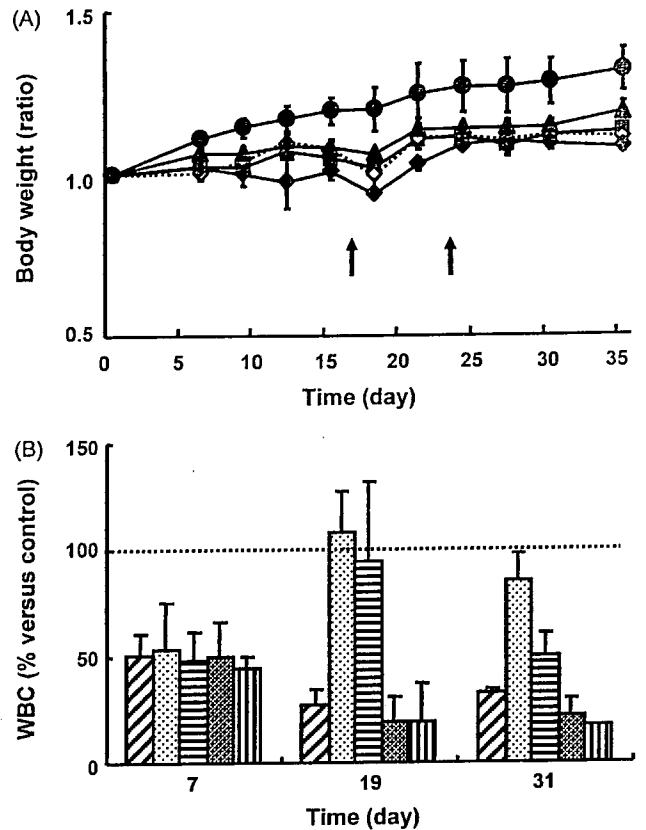 (A)
1.5
1.0
0.5
Body weight (ratio)
0 5 10 15 20 25 30 35
Time (day)
(B)
150
100
50
0
WBC (% versus control)
7 19 31
Time (day)